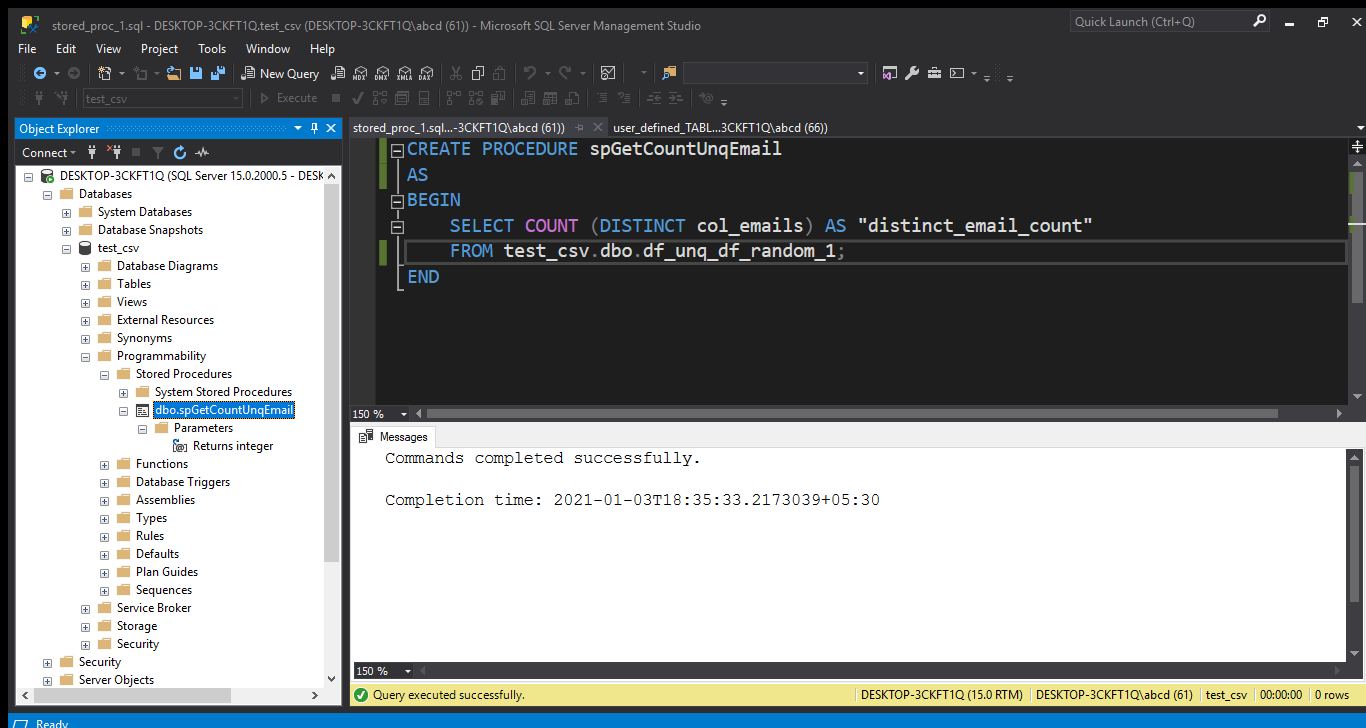 stored_proc_1.sql - DESKTOP-3CKFT1Q.test_csv (DESKTOP-3CKFT1Q\abcd (61)) - Microsoft SQL Server Management Studio
Quick Launch (Ctrl+Q)
File Edit View Project Tools Window Help
New Query MDX DMX XMLA DAX
test_csv Execute
Object Explorer
Connect
DESKTOP-3CKFT1Q (SQL Server 15.0.2000.5 - DESK
Databases
System Databases
Database Snapshots
test_csv
Database Diagrams
Tables
Views
External Resources
Synonyms
Programmability
Stored Procedures
System Stored Procedures
dbo.spGetCountUnqEmail
Parameters
Returns integer
Functions
Database Triggers
Assemblies
Types
Rules
Defaults
Plan Guides
Sequences
Service Broker
Storage
Security
Security
Server Objects
stored_proc_1.sql...-3CKFT1Q\abcd (61)) user_defined_TABL...3CKFT1Q\abcd (66))
CREATE PROCEDURE spGetCountUnqEmail
AS
BEGIN
SELECT COUNT (DISTINCT col_emails) AS "distinct_email_count"
FROM test_csv.dbo.df_unq_df_random_1;
END
150 %
Messages
Commands completed successfully.
Completion time: 2021-01-03T18:35:33.2173039+05:30
150 %
Query executed successfully. DESKTOP-3CKFT1Q (15.0 RTM) DESKTOP-3CKFT1Q\abcd (61) test_csv 00:00:00 0 rows
Ready